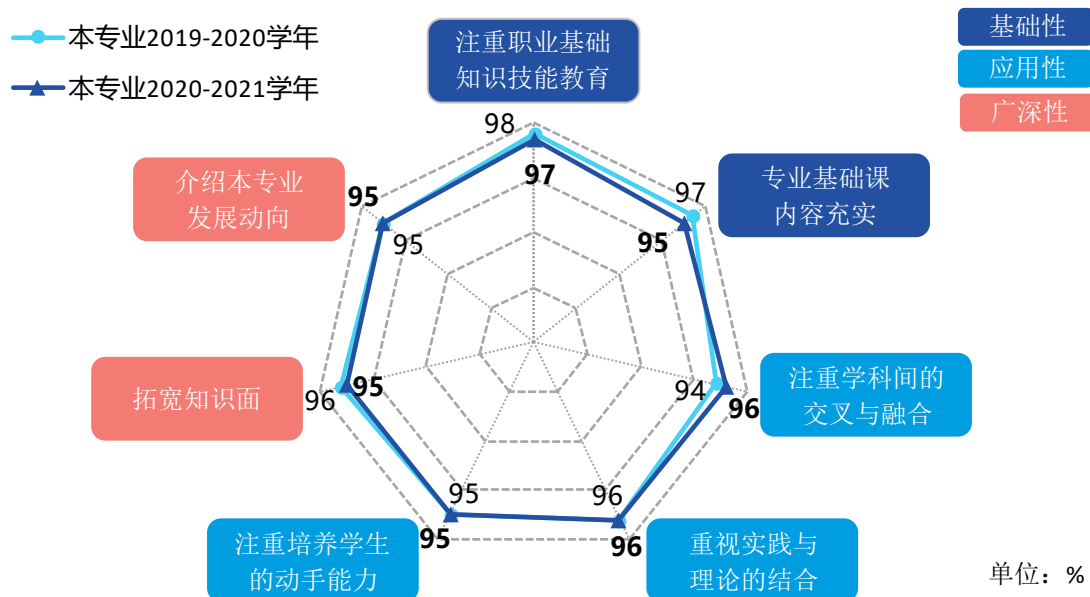 本专业2019-2020学年
本专业2020-2021学年
基础性
应用性
广深性
注重职业基础
知识技能教育
98
97
专业基础课
内容充实
97
95
注重学科间的
交叉与融合
94
96
重视实践与
理论的结合
96
96
注重培养学生
的动手能力
95
95
拓宽知识面
96
95
介绍本专业
发展动向
95
95
单位：%